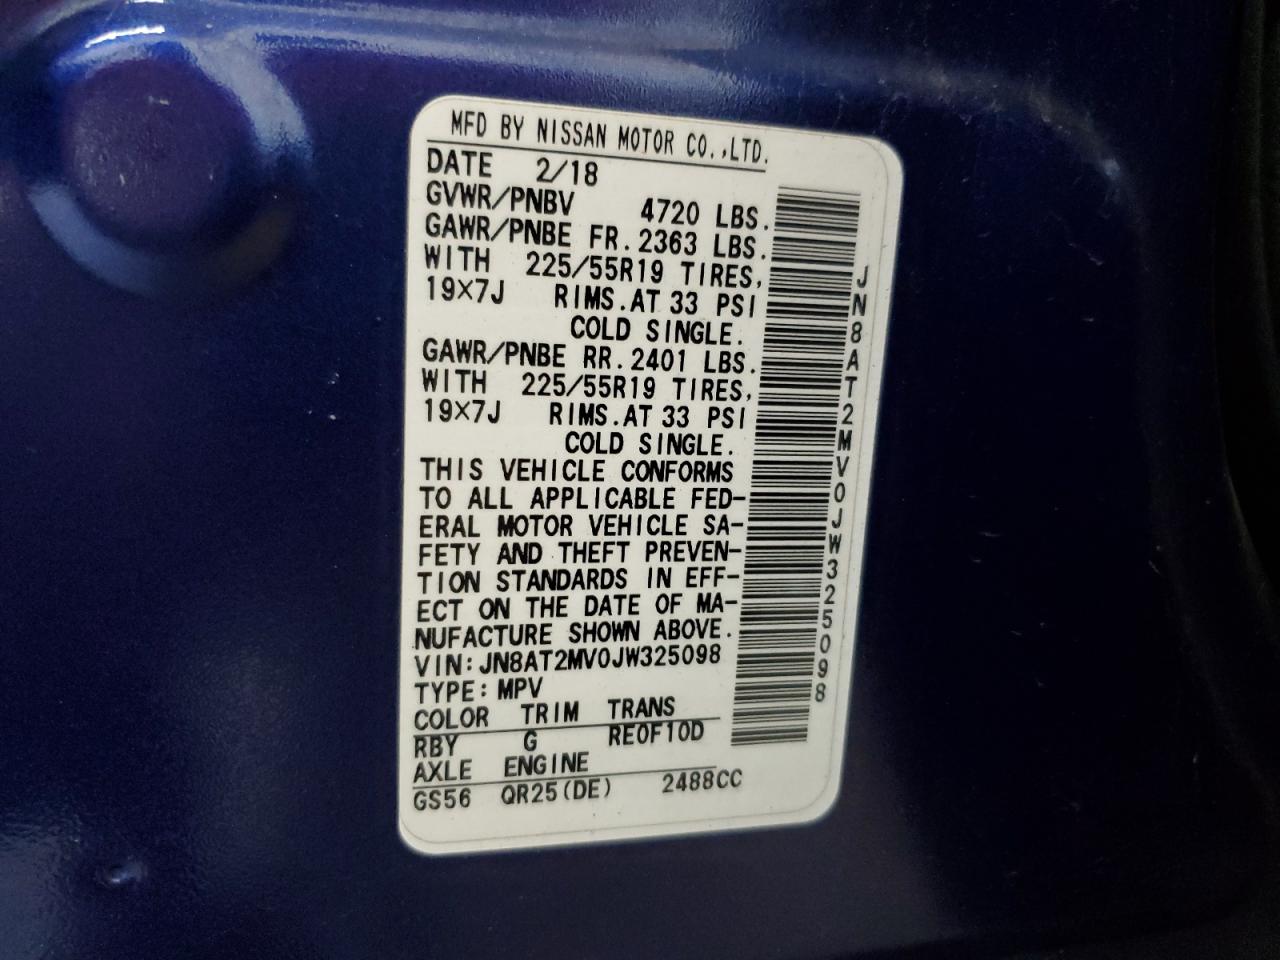 MFD BY NISSAN MOTOR CO.,LTD.
DATE 2/18
GVWR/PNBV 4720 LBS.
GAWR/PNBE FR.2363 LBS.
WITH 225/55R19 TIRES,
19×7J RIMS.AT 33 PSI
COLD SINGLE.
GAWR/PNBE RR.2401 LBS.
WITH 225/55R19 TIRES,
19×7J RIMS.AT 33 PSI
COLD SINGLE.
THIS VEHICLE CONFORMS
TO ALL APPLICABLE FED-
ERAL MOTOR VEHICLE SA-
FETY AND THEFT PREVEN-
TION STANDARDS IN EFF-
ECT ON THE DATE OF MA-
NUFACTURE SHOWN ABOVE.
VIN:JN8AT2MV0JW325098
TYPE:MPV
COLOR TRIM TRANS
RBY G RE0F10D
AXLE ENGINE
GS56 QR25(DE) 2488CC
JN8AT2MV0JW325098